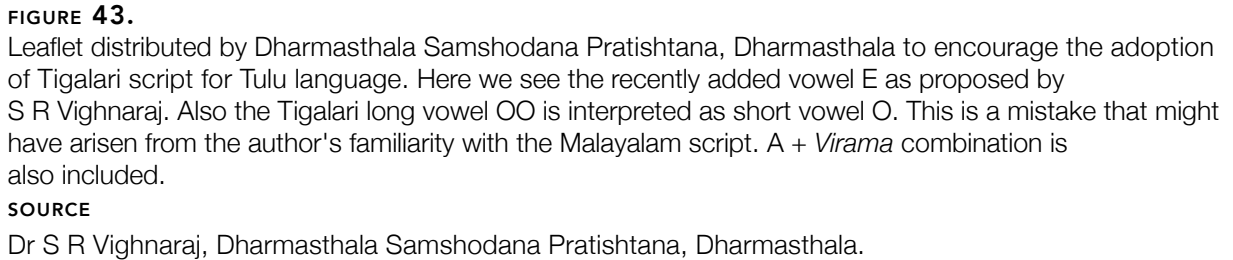 FIGURE 43.
Leaflet distributed by Dharmasthala Samshodana Pratishtana, Dharmasthala to encourage the adoption
of Tigalari script for Tulu language. Here we see the recently added vowel E as proposed by
S R Vighnaraj. Also the Tigalari long vowel OO is interpreted as short vowel O. This is a mistake that might
have arisen from the author's familiarity with the Malayalam script. A + Virama combination is
also included.
SOURCE
Dr S R Vighnaraj, Dharmasthala Samshodana Pratishtana, Dharmasthala.